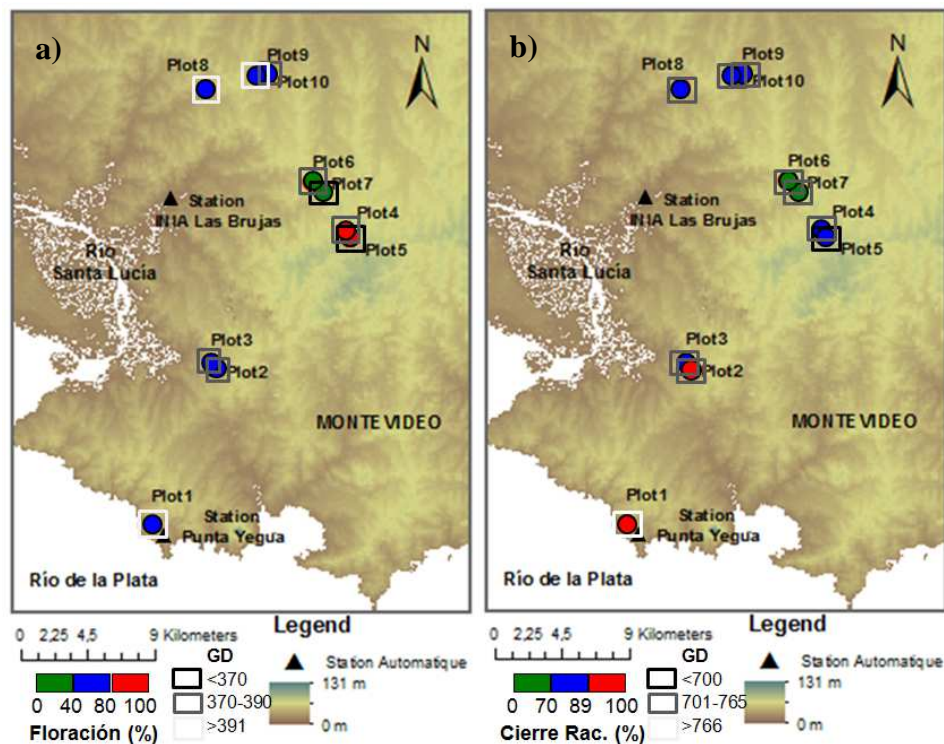 a)
N
Plot8
Plot9
Plot10
Plot6
Plot7
Station
INIA Las Brujas
Plot4
Plot5
Río
Santa Lucía
Plot3
Plot2
MONTEVIDEO
Plot1
Station
Punta Yegua
Río de la Plata
0 2,25 4,5 9 Kilometers
Legend
GD
<370
370-390
>391
Station Automatique
131 m
0 m
0 40 80 100
Floración (%)
b)
N
Plot8
Plot9
Plot10
Plot6
Plot7
Station
INIA Las Brujas
Plot4
Plot5
Río
Santa Lucía
Plot3
Plot2
MONTEVIDEO
Plot1
Station
Punta Yegua
Río de la Plata
0 2,25 4,5 9 Kilometers
Legend
GD
<700
701-765
>766
Station Automatique
131 m
0 m
0 70 89 100
Cierre Rac. (%)